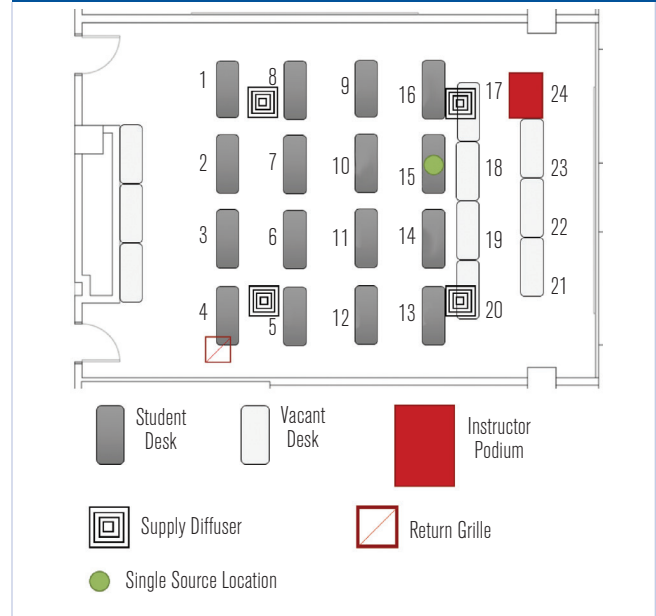 1 8 9 16 17 24
2 7 10 15 18 23
3 6 11 14 19 22
4 5 12 13 20 21
Student
Desk
Vacant
Desk
Instructor
Podium
Supply Diffuser
Return Grille
Single Source Location